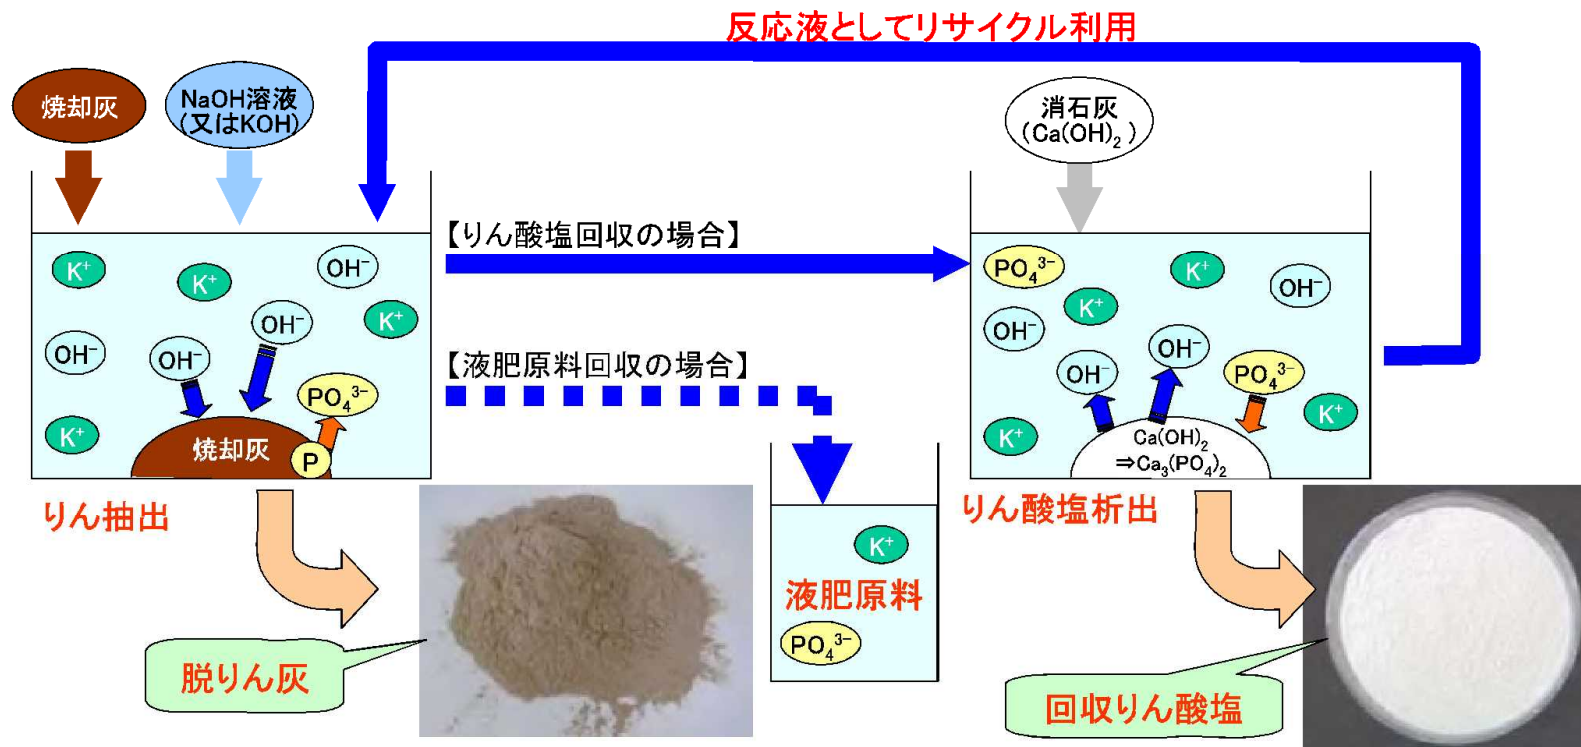 反応液としてリサイクル利用
焼却灰
NaOH溶液
(又はKOH)
消石灰
(Ca(OH)₂)
【りん酸塩回収の場合】
【液肥原料回収の場合】
K⁺
K⁺
OH⁻
K⁺
OH⁻
OH⁻
OH⁻
PO₄³⁻
K⁺
焼却灰
P
りん抽出
PO₄³⁻
K⁺
K⁺
OH⁻
OH⁻
OH⁻
OH⁻
PO₄³⁻
K⁺
K⁺
Ca(OH)₂
⇒Ca₃(PO₄)₂
りん酸塩析出
K⁺
液肥原料
PO₄³⁻
脱りん灰
回収りん酸塩